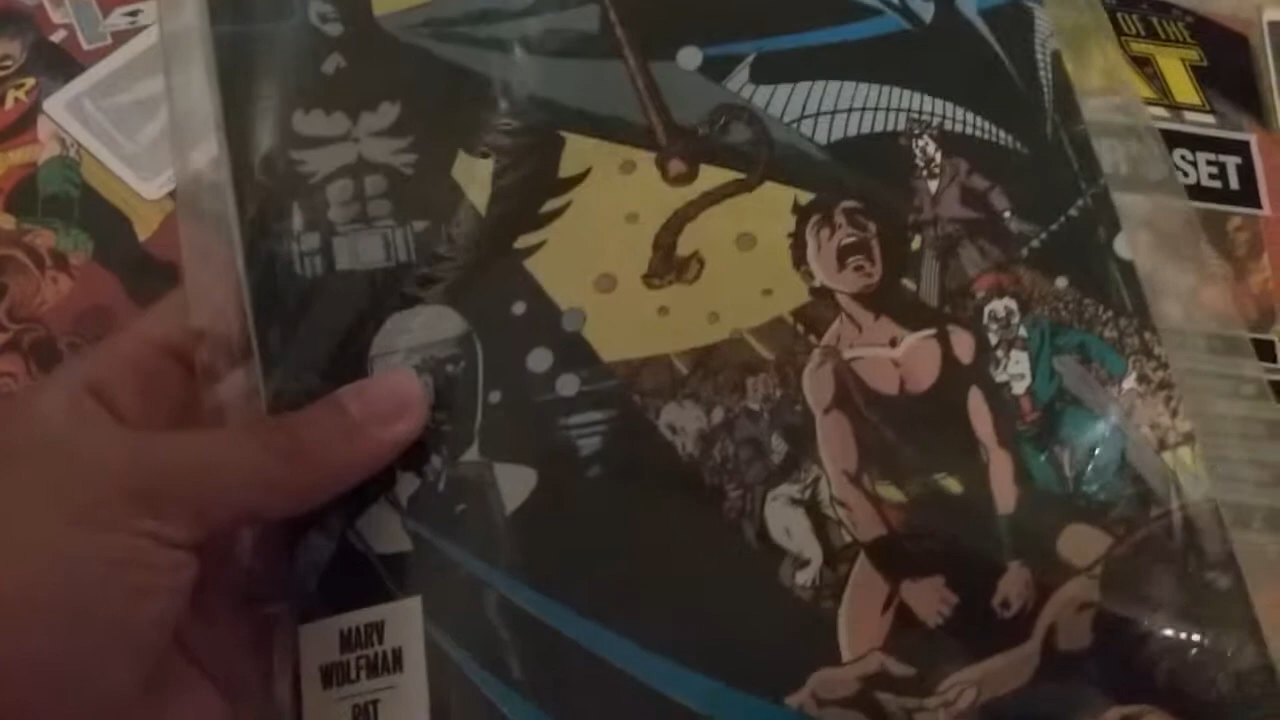 R
OF THE
SET
MARV
WOLFMAN
PAT